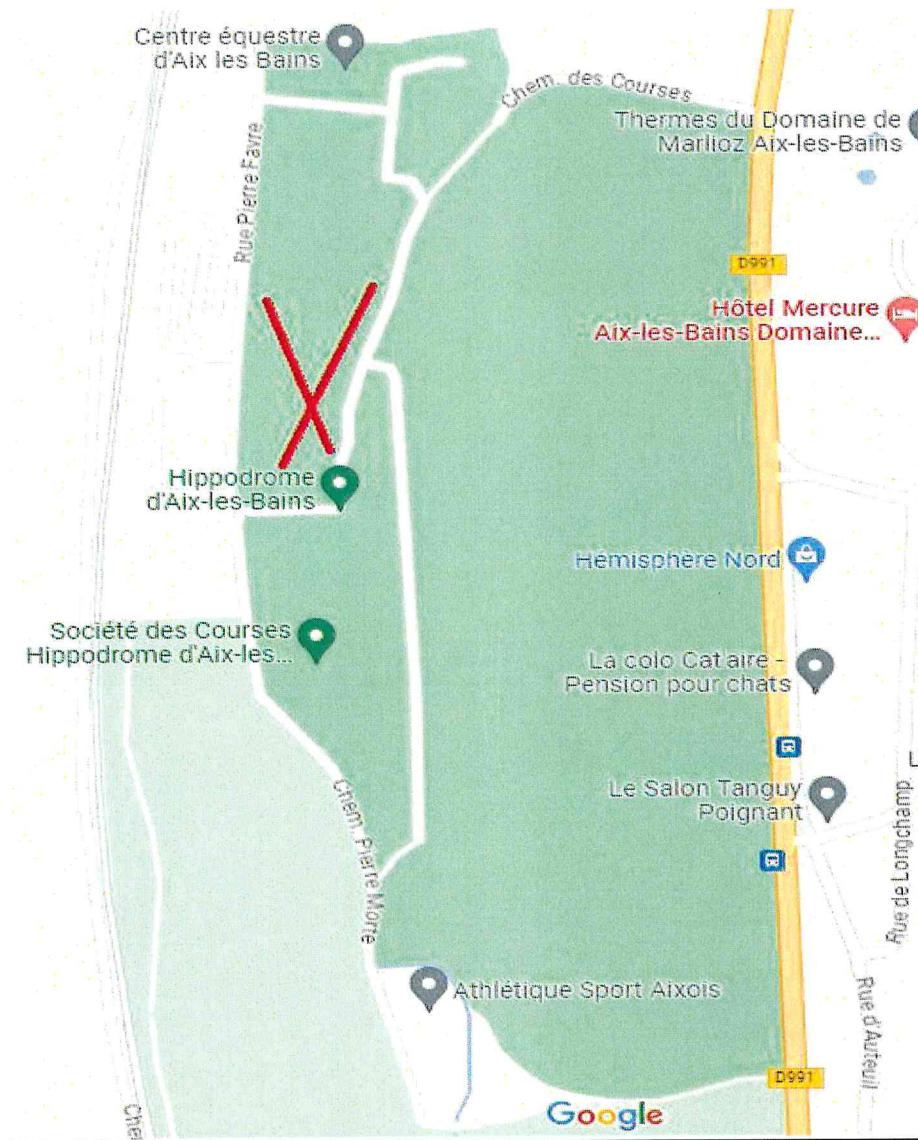 Centre équestre
d'Aix les Bains
Chem. des Courses
Thermes du Domaine de
Marlioz Aix-les-Bains
Rue Pierre Favre
D991
Hôtel Mercure
Aix-les-Bains Domaine...
Hippodrome
d'Aix-les-Bains
Hémisphère Nord
Société des Courses
Hippodrome d'Aix-les...
La colo Cat'aire -
Pension pour chats
Le Salon Tanguy
Poignant
Chem. Pierre Morte
Rue de Longchamp
Athlétique Sport Aixois
Rue d'Auteuil
D991
Google